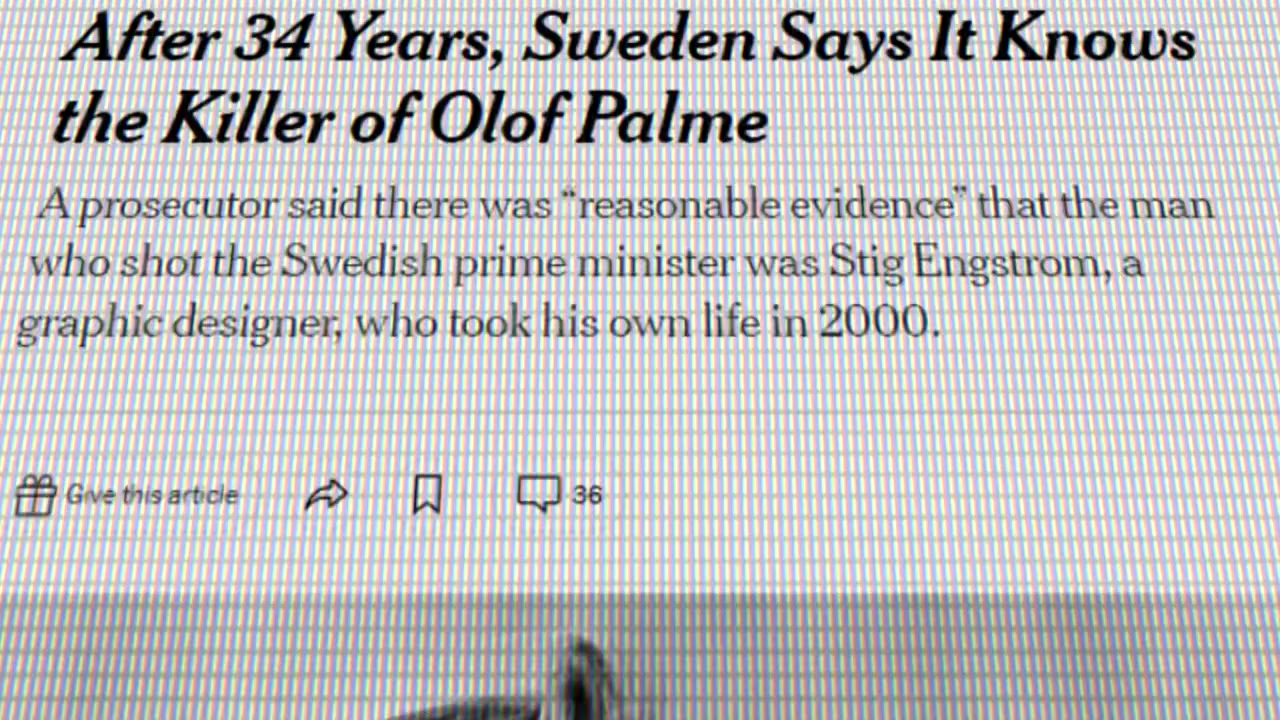 After 34 Years, Sweden Says It Knows
the Killer of Olof Palme
A prosecutor said there was “reasonable evidence” that the man
who shot the Swedish prime minister was Stig Engstrom, a
graphic designer, who took his own life in 2000.
Give this article 36